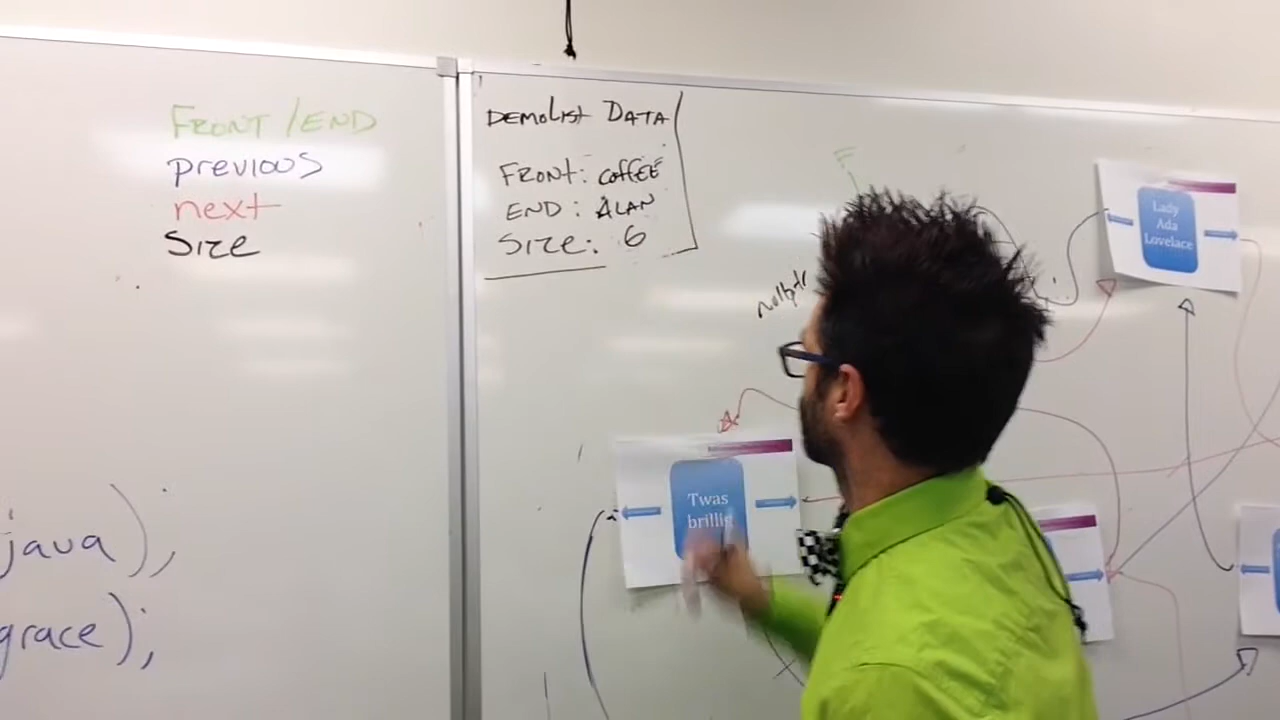 FRONT / END
previous
next
Size
java);
grace);
DEMOLIST DATA
FRONT: COFFEE
END: ALAN
SIZE: 6
F
nullptr
Lady
Ada
Lovelace
Twas
brillig